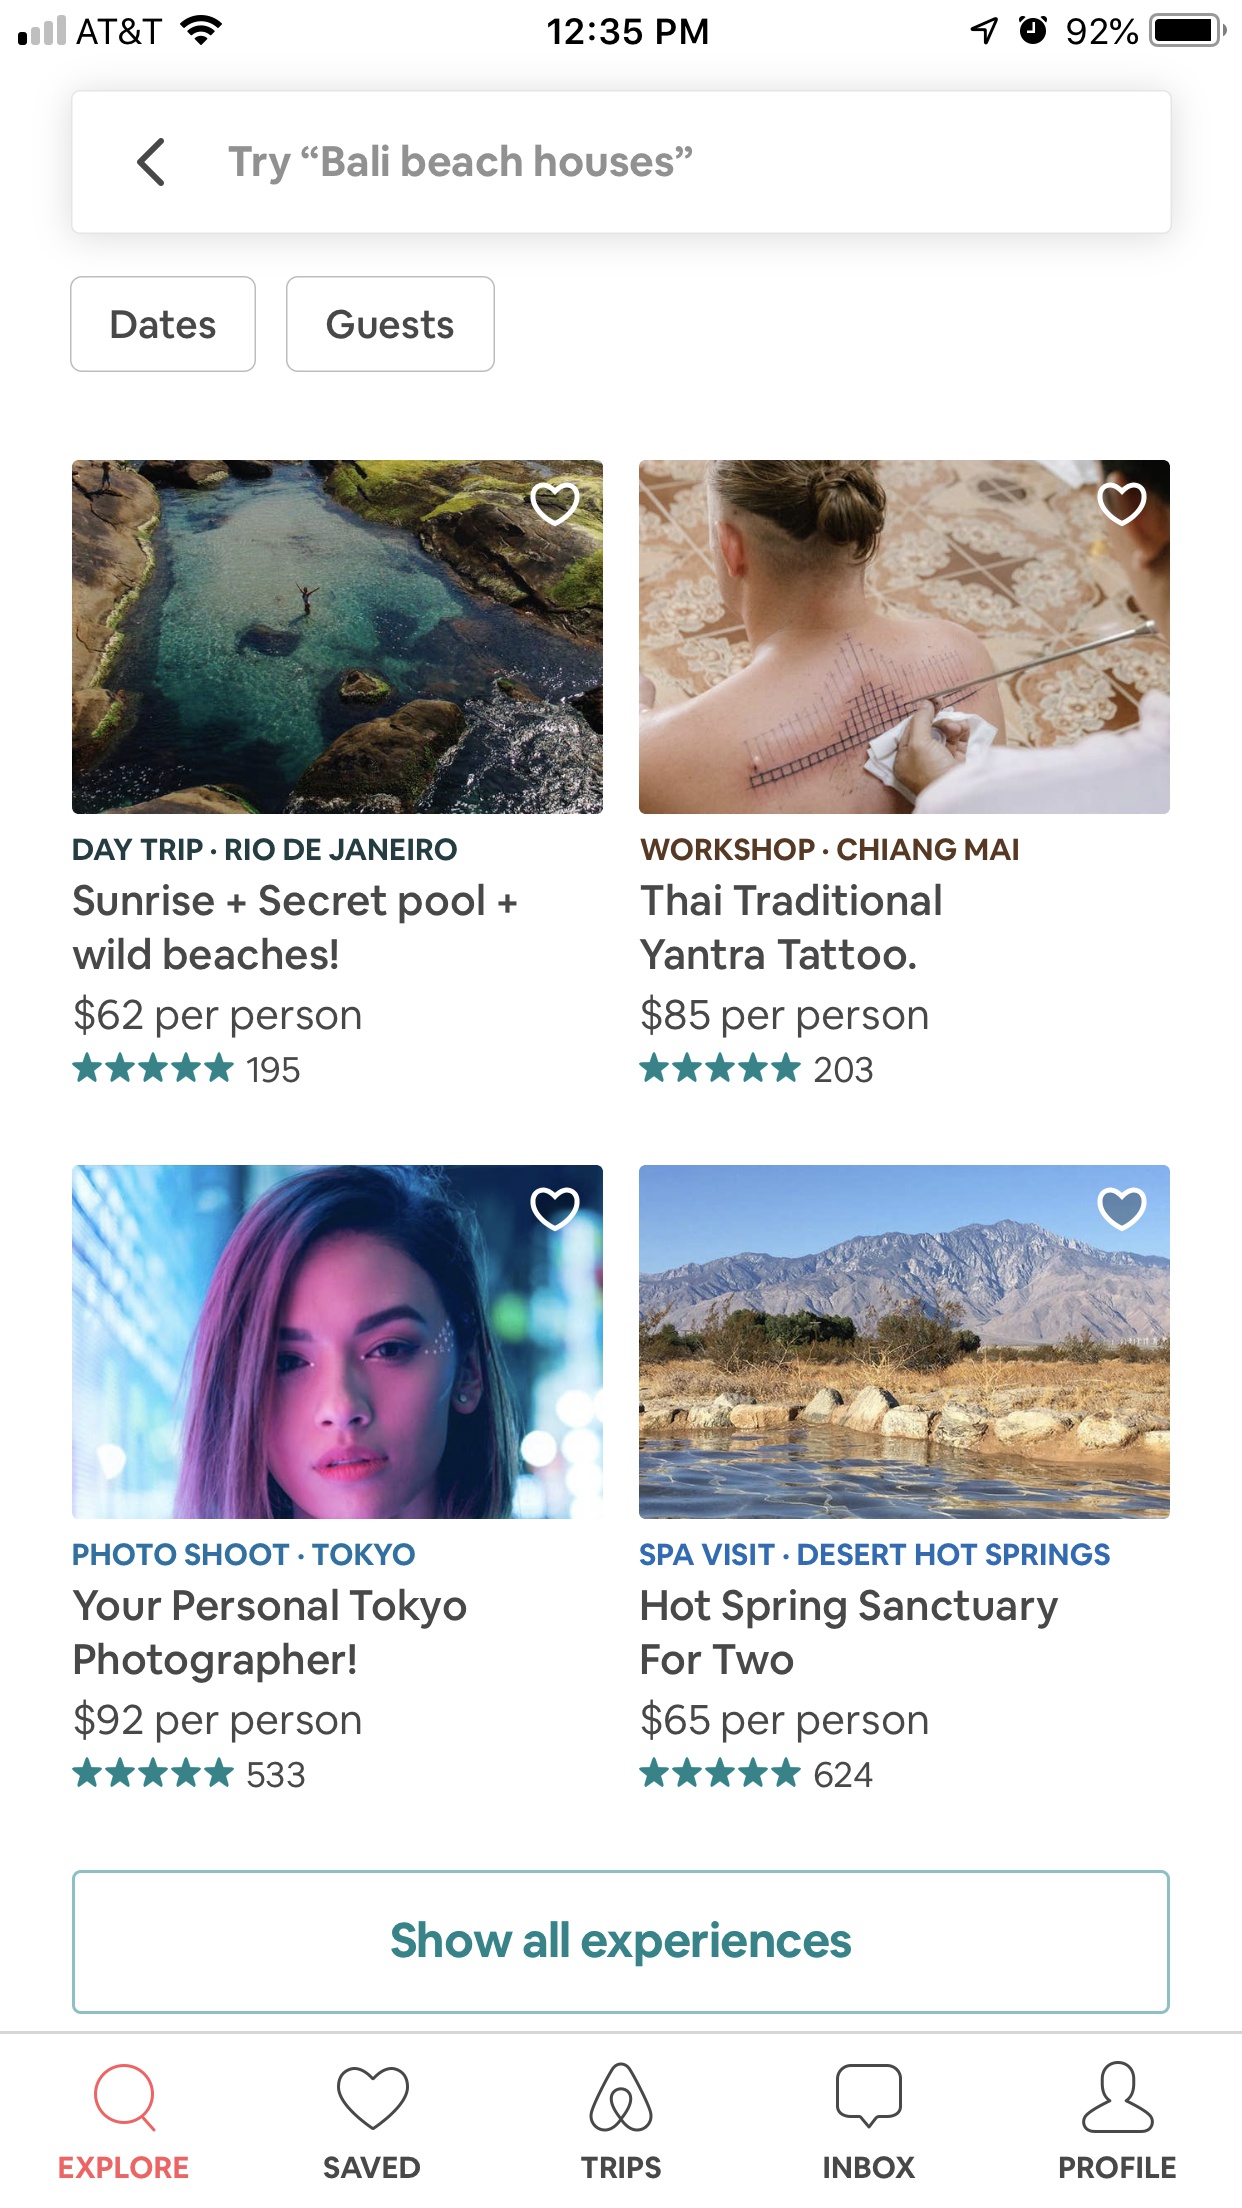 AT&T 12:35 PM 92%
Try “Bali beach houses”
Dates Guests
DAY TRIP · RIO DE JANEIRO
Sunrise + Secret pool +
wild beaches!
$62 per person
195
WORKSHOP · CHIANG MAI
Thai Traditional
Yantra Tattoo.
$85 per person
203
PHOTO SHOOT · TOKYO
Your Personal Tokyo
Photographer!
$92 per person
533
SPA VISIT · DESERT HOT SPRINGS
Hot Spring Sanctuary
For Two
$65 per person
624
Show all experiences
EXPLORE SAVED TRIPS INBOX PROFILE